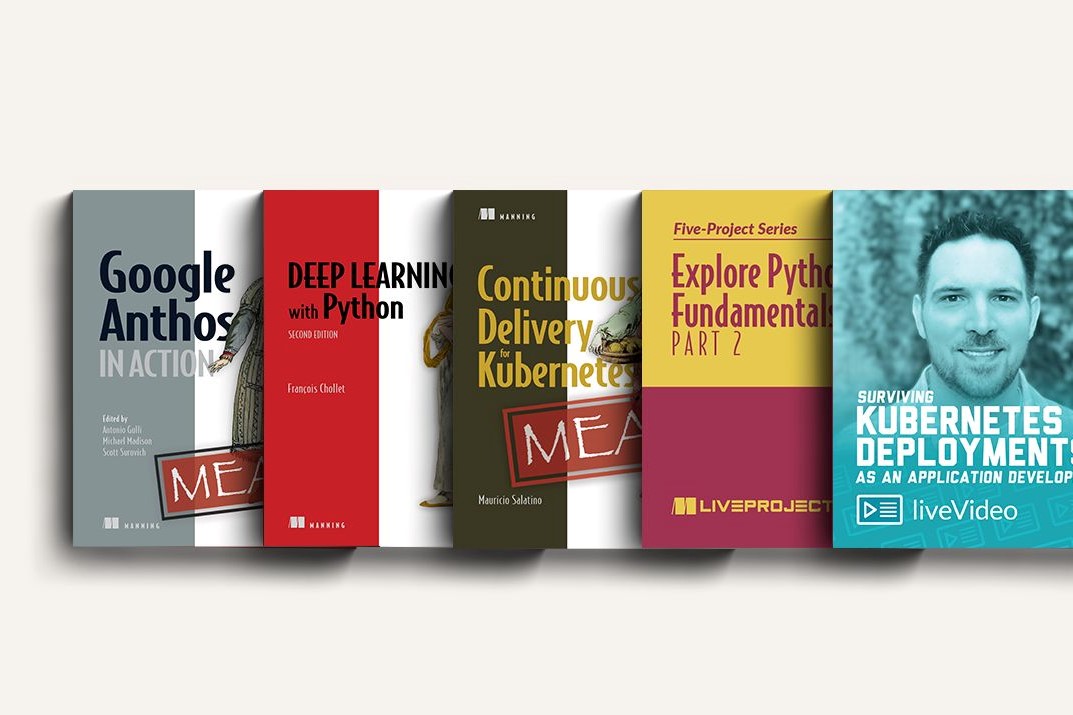 Google
Anthos
IN ACTION
Edited by
Antonio Gulli
Michael Madison
Scott Surovich
MEA
MANNING
DEEP LEARNING
with Python
SECOND EDITION
François Chollet
MANNING
MANNING
Continuous
Delivery
for
Kubernetes
MEA
Mauricio Salatino
Five-Project Series
Explore Pytho
Fundamentals
PART 2
LIVEPROJECT
SURVIVING
KUBERNETES
DEPLOYMENTS
AS AN APPLICATION DEVELOP
liveVideo